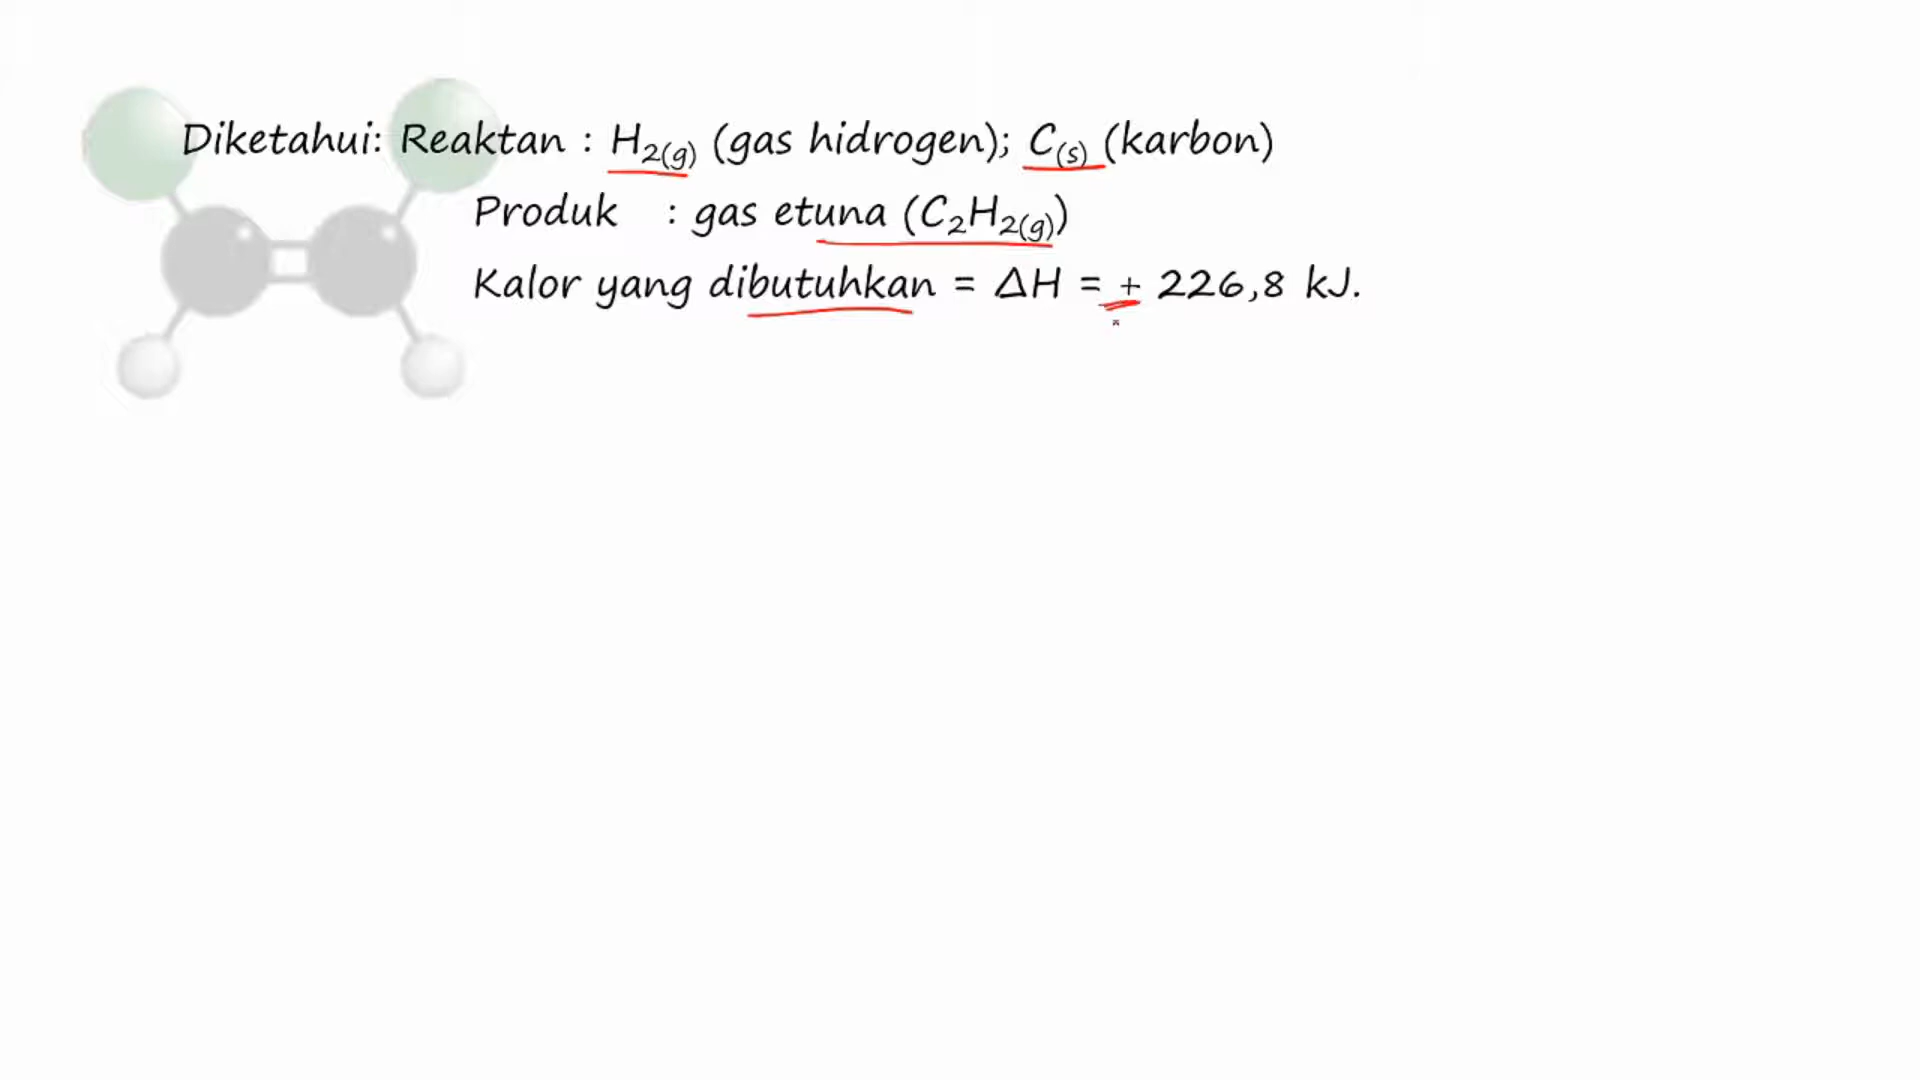 Diketahui: Reaktan : H₂(g) (gas hidrogen); C(s) (karbon)
Produk : gas etuna (C₂H₂(g))
Kalor yang dibutuhkan = ΔH = + 226,8 kJ.